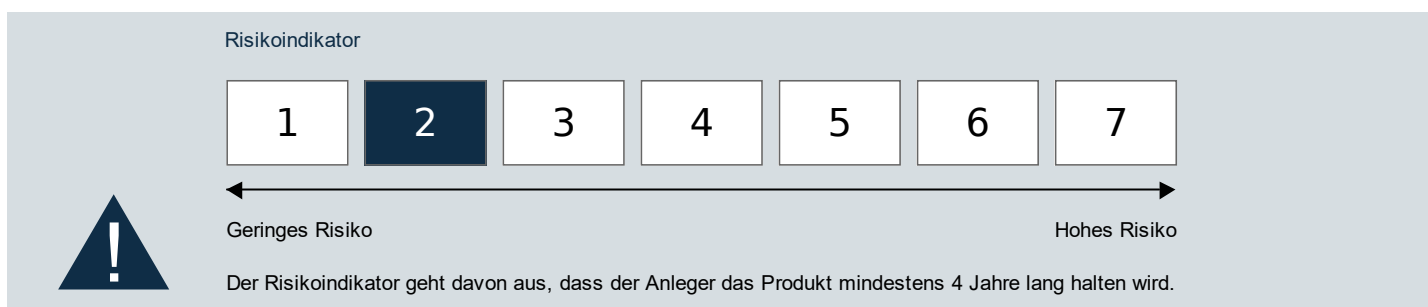 Risikoindikator
1 2 3 4 5 6 7
Geringes Risiko Hohes Risiko
!
Der Risikoindikator geht davon aus, dass der Anleger das Produkt mindestens 4 Jahre lang halten wird.